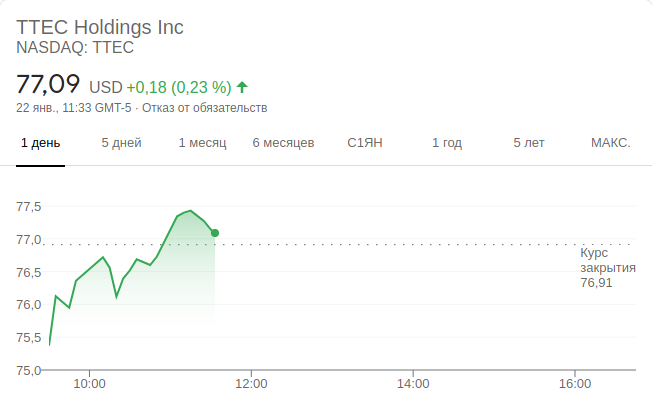 TTEC Holdings Inc
NASDAQ: TTEC
77,09 USD +0,18 (0,23 %)
22 янв., 11:33 GMT-5 · Отказ от обязательств
1 день 5 дней 1 месяц 6 месяцев С1ЯН 1 год 5 лет МАКС.
77,5
77,0
Курс
закрытия
76,91
76,5
76,0
75,5
75,0
10:00 12:00 14:00 16:00